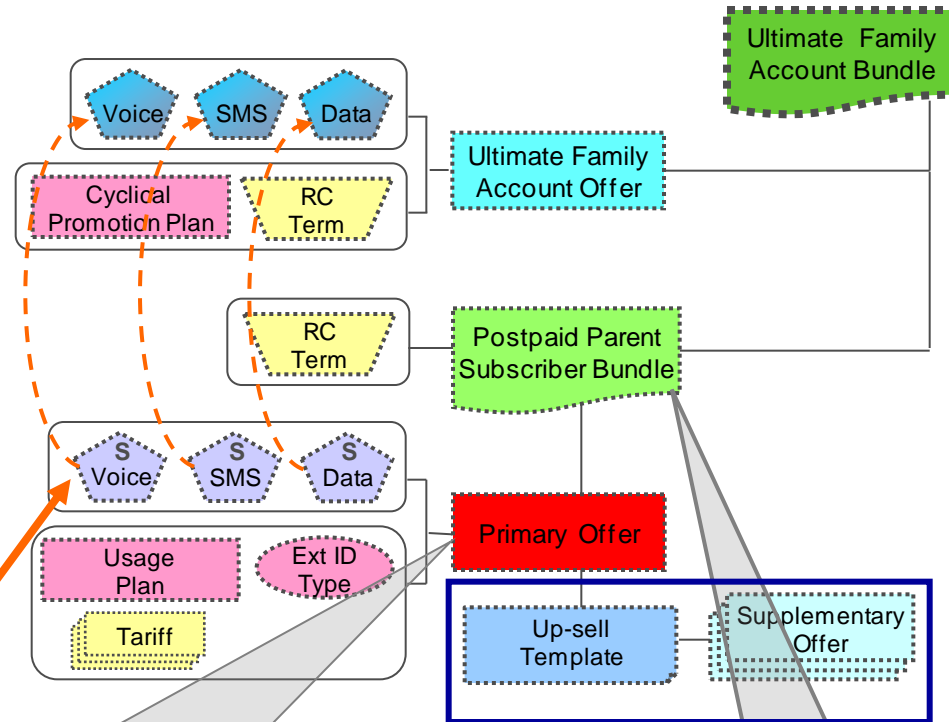 Ultimate Family
Account Bundle
Voice
SMS
Data
Ultimate Family
Account Offer
Cyclical
Promotion Plan
RC
Term
RC
Term
Postpaid Parent
Subscriber Bundle
S
Voice
S
SMS
S
Data
Primary Offer
Usage
Plan
Ext ID
Type
Tariff
Up-sell
Template
Supplementary
Offer